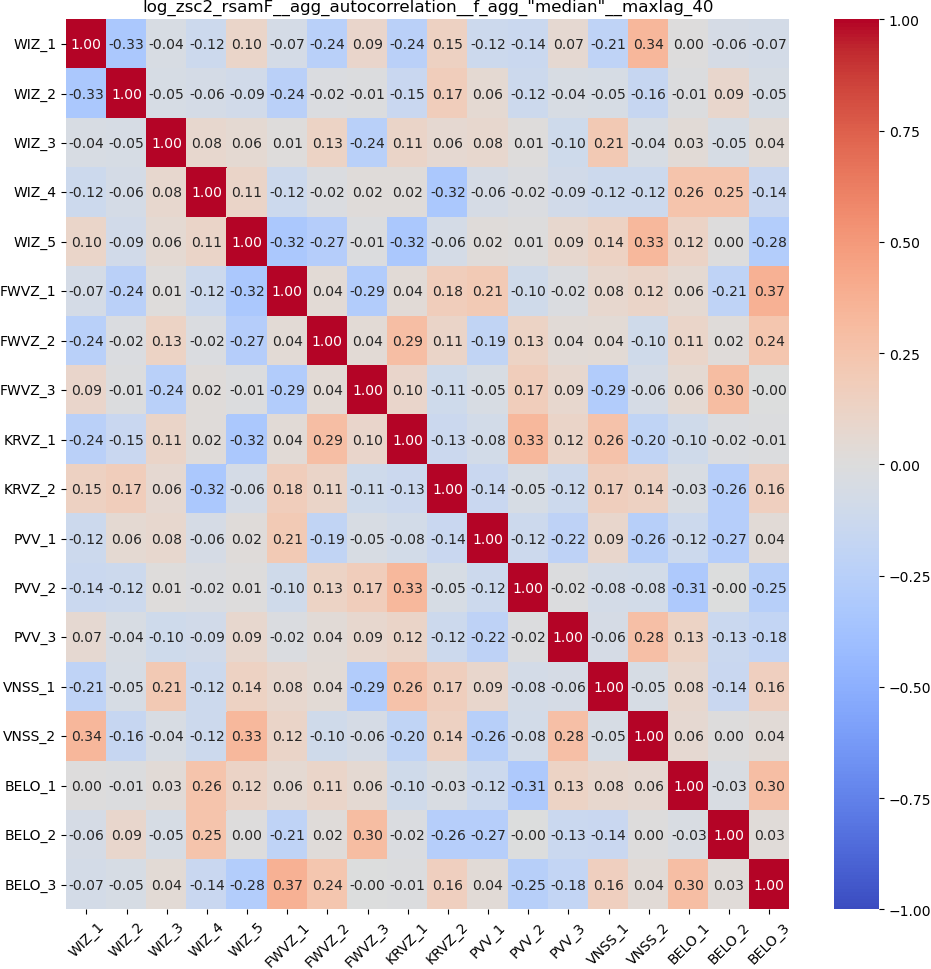 log_zsc2_rsamF__agg_autocorrelation__f_agg_"median"__maxlag_40
WIZ_1 1.00 -0.33 -0.04 -0.12 0.10 -0.07 -0.24 0.09 -0.24 0.15 -0.12 -0.14 0.07 -0.21 0.34 0.00 -0.06 -0.07
WIZ_2 -0.33 1.00 -0.05 -0.06 -0.09 -0.24 -0.02 -0.01 -0.15 0.17 0.06 -0.12 -0.04 -0.05 -0.16 -0.01 0.09 -0.05
WIZ_3 -0.04 -0.05 1.00 0.08 0.06 0.01 0.13 -0.24 0.11 0.06 0.08 0.01 -0.10 0.21 -0.04 0.03 -0.05 0.04
WIZ_4 -0.12 -0.06 0.08 1.00 0.11 -0.12 -0.02 0.02 0.02 -0.32 -0.06 -0.02 -0.09 -0.12 -0.12 0.26 0.25 -0.14
WIZ_5 0.10 -0.09 0.06 0.11 1.00 -0.32 -0.27 -0.01 -0.32 -0.06 0.02 0.01 0.09 0.14 0.33 0.12 0.00 -0.28
FWVZ_1 -0.07 -0.24 0.01 -0.12 -0.32 1.00 0.04 -0.29 0.04 0.18 0.21 -0.10 -0.02 0.08 0.12 0.06 -0.21 0.37
FWVZ_2 -0.24 -0.02 0.13 -0.02 -0.27 0.04 1.00 0.04 0.29 0.11 -0.19 0.13 0.04 0.04 -0.10 0.11 0.02 0.24
FWVZ_3 0.09 -0.01 -0.24 0.02 -0.01 -0.29 0.04 1.00 0.10 -0.11 -0.05 0.17 0.09 -0.29 -0.06 0.06 0.30 -0.00
KRVZ_1 -0.24 -0.15 0.11 0.02 -0.32 0.04 0.29 0.10 1.00 -0.13 -0.08 0.33 0.12 0.26 -0.20 -0.10 -0.02 -0.01
KRVZ_2 0.15 0.17 0.06 -0.32 -0.06 0.18 0.11 -0.11 -0.13 1.00 -0.14 -0.05 -0.12 0.17 0.14 -0.03 -0.26 0.16
PVV_1 -0.12 0.06 0.08 -0.06 0.02 0.21 -0.19 -0.05 -0.08 -0.14 1.00 -0.12 -0.22 0.09 -0.26 -0.12 -0.27 0.04
PVV_2 -0.14 -0.12 0.01 -0.02 0.01 -0.10 0.13 0.17 0.33 -0.05 -0.12 1.00 -0.02 -0.08 -0.08 -0.31 -0.00 -0.25
PVV_3 0.07 -0.04 -0.10 -0.09 0.09 -0.02 0.04 0.09 0.12 -0.12 -0.22 -0.02 1.00 -0.06 0.28 0.13 -0.13 -0.18
VNSS_1 -0.21 -0.05 0.21 -0.12 0.14 0.08 0.04 -0.29 0.26 0.17 0.09 -0.08 -0.06 1.00 -0.05 0.08 -0.14 0.16
VNSS_2 0.34 -0.16 -0.04 -0.12 0.33 0.12 -0.10 -0.06 -0.20 0.14 -0.26 -0.08 0.28 -0.05 1.00 0.06 0.00 0.04
BELO_1 0.00 -0.01 0.03 0.26 0.12 0.06 0.11 0.06 -0.10 -0.03 -0.12 -0.31 0.13 0.08 0.06 1.00 -0.03 0.30
BELO_2 -0.06 0.09 -0.05 0.25 0.00 -0.21 0.02 0.30 -0.02 -0.26 -0.27 -0.00 -0.13 -0.14 0.00 -0.03 1.00 0.03
BELO_3 -0.07 -0.05 0.04 -0.14 -0.28 0.37 0.24 -0.00 -0.01 0.16 0.04 -0.25 -0.18 0.16 0.04 0.30 0.03 1.00
WIZ_1 WIZ_2 WIZ_3 WIZ_4 WIZ_5 FWVZ_1 FWVZ_2 FWVZ_3 KRVZ_1 KRVZ_2 PVV_1 PVV_2 PVV_3 VNSS_1 VNSS_2 BELO_1 BELO_2 BELO_3
1.00
0.75
0.50
0.25
0.00
−0.25
−0.50
−0.75
−1.00